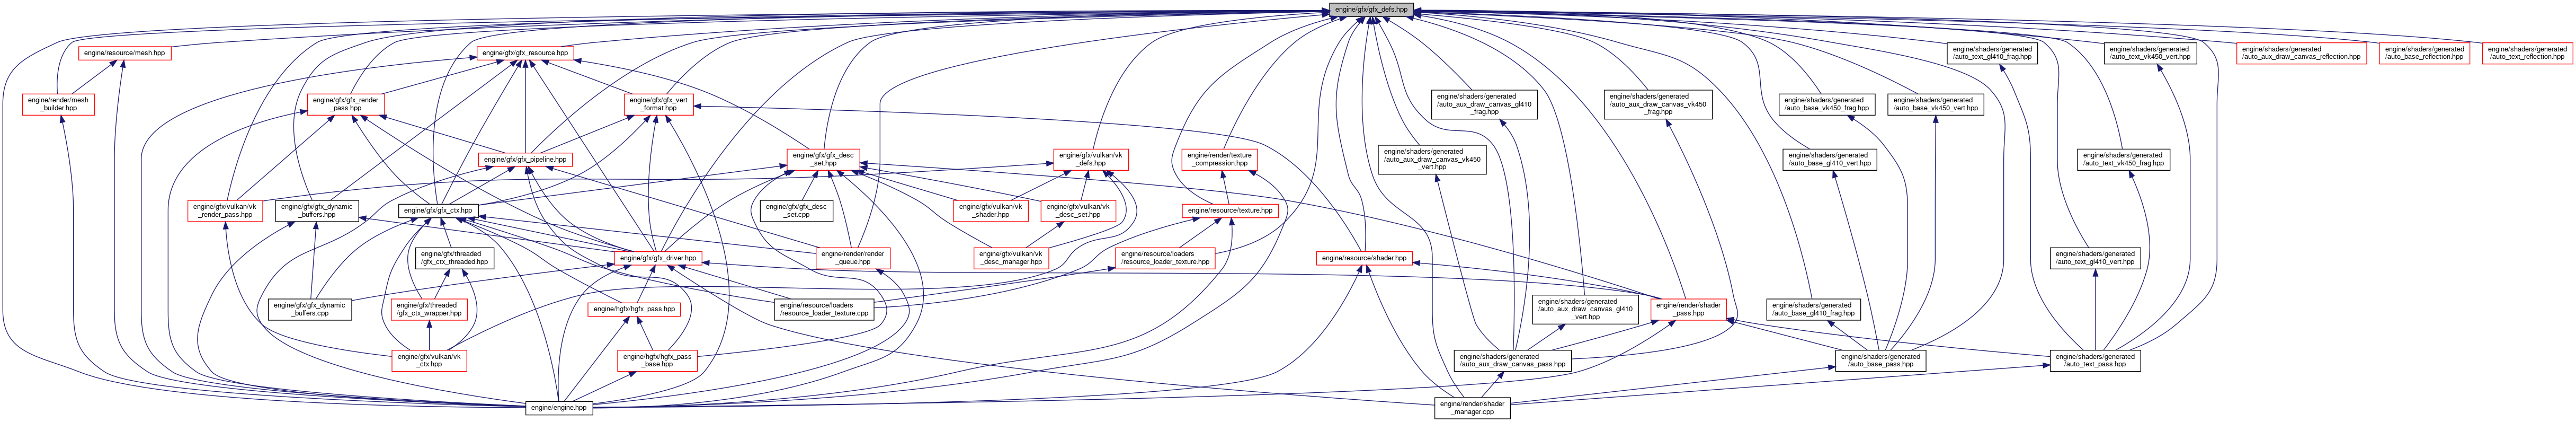 engine/gfx/gfx_defs.hpp
engine/resource/mesh.hpp
engine/gfx/gfx_resource.hpp
engine/shaders/generated
/auto_text_gl410_frag.hpp
engine/shaders/generated
/auto_text_vk450_vert.hpp
engine/shaders/generated
/auto_aux_draw_canvas_reflection.hpp
engine/shaders/generated
/auto_base_reflection.hpp
engine/shaders/generated
/auto_text_reflection.hpp
engine/render/mesh
_builder.hpp
engine/gfx/gfx_render
_pass.hpp
engine/gfx/gfx_vert
_format.hpp
engine/shaders/generated
/auto_aux_draw_canvas_gl410
_frag.hpp
engine/shaders/generated
/auto_aux_draw_canvas_vk450
_frag.hpp
engine/shaders/generated
/auto_base_vk450_frag.hpp
engine/shaders/generated
/auto_base_vk450_vert.hpp
engine/gfx/gfx_pipeline.hpp
engine/gfx/gfx_desc
_set.hpp
engine/gfx/vulkan/vk
_defs.hpp
engine/render/texture
_compression.hpp
engine/shaders/generated
/auto_aux_draw_canvas_vk450
_vert.hpp
engine/shaders/generated
/auto_base_gl410_vert.hpp
engine/shaders/generated
/auto_text_vk450_frag.hpp
engine/gfx/vulkan/vk
_render_pass.hpp
engine/gfx/gfx_dynamic
_buffers.hpp
engine/gfx/gfx_ctx.hpp
engine/gfx/gfx_desc
_set.cpp
engine/gfx/vulkan/vk
_shader.hpp
engine/gfx/vulkan/vk
_desc_set.hpp
engine/resource/texture.hpp
engine/gfx/threaded
/gfx_ctx_threaded.hpp
engine/gfx/gfx_driver.hpp
engine/render/render
_queue.hpp
engine/gfx/vulkan/vk
_desc_manager.hpp
engine/resource/loaders
/resource_loader_texture.hpp
engine/resource/shader.hpp
engine/shaders/generated
/auto_text_gl410_vert.hpp
engine/gfx/gfx_dynamic
_buffers.cpp
engine/gfx/threaded
/gfx_ctx_wrapper.hpp
engine/hgfx/hgfx_pass.hpp
engine/resource/loaders
/resource_loader_texture.cpp
engine/shaders/generated
/auto_aux_draw_canvas_gl410
_vert.hpp
engine/render/shader
_pass.hpp
engine/shaders/generated
/auto_base_gl410_frag.hpp
engine/gfx/vulkan/vk
_ctx.hpp
engine/hgfx/hgfx_pass
_base.hpp
engine/shaders/generated
/auto_aux_draw_canvas_pass.hpp
engine/shaders/generated
/auto_base_pass.hpp
engine/shaders/generated
/auto_text_pass.hpp
engine/engine.hpp
engine/render/shader
_manager.cpp